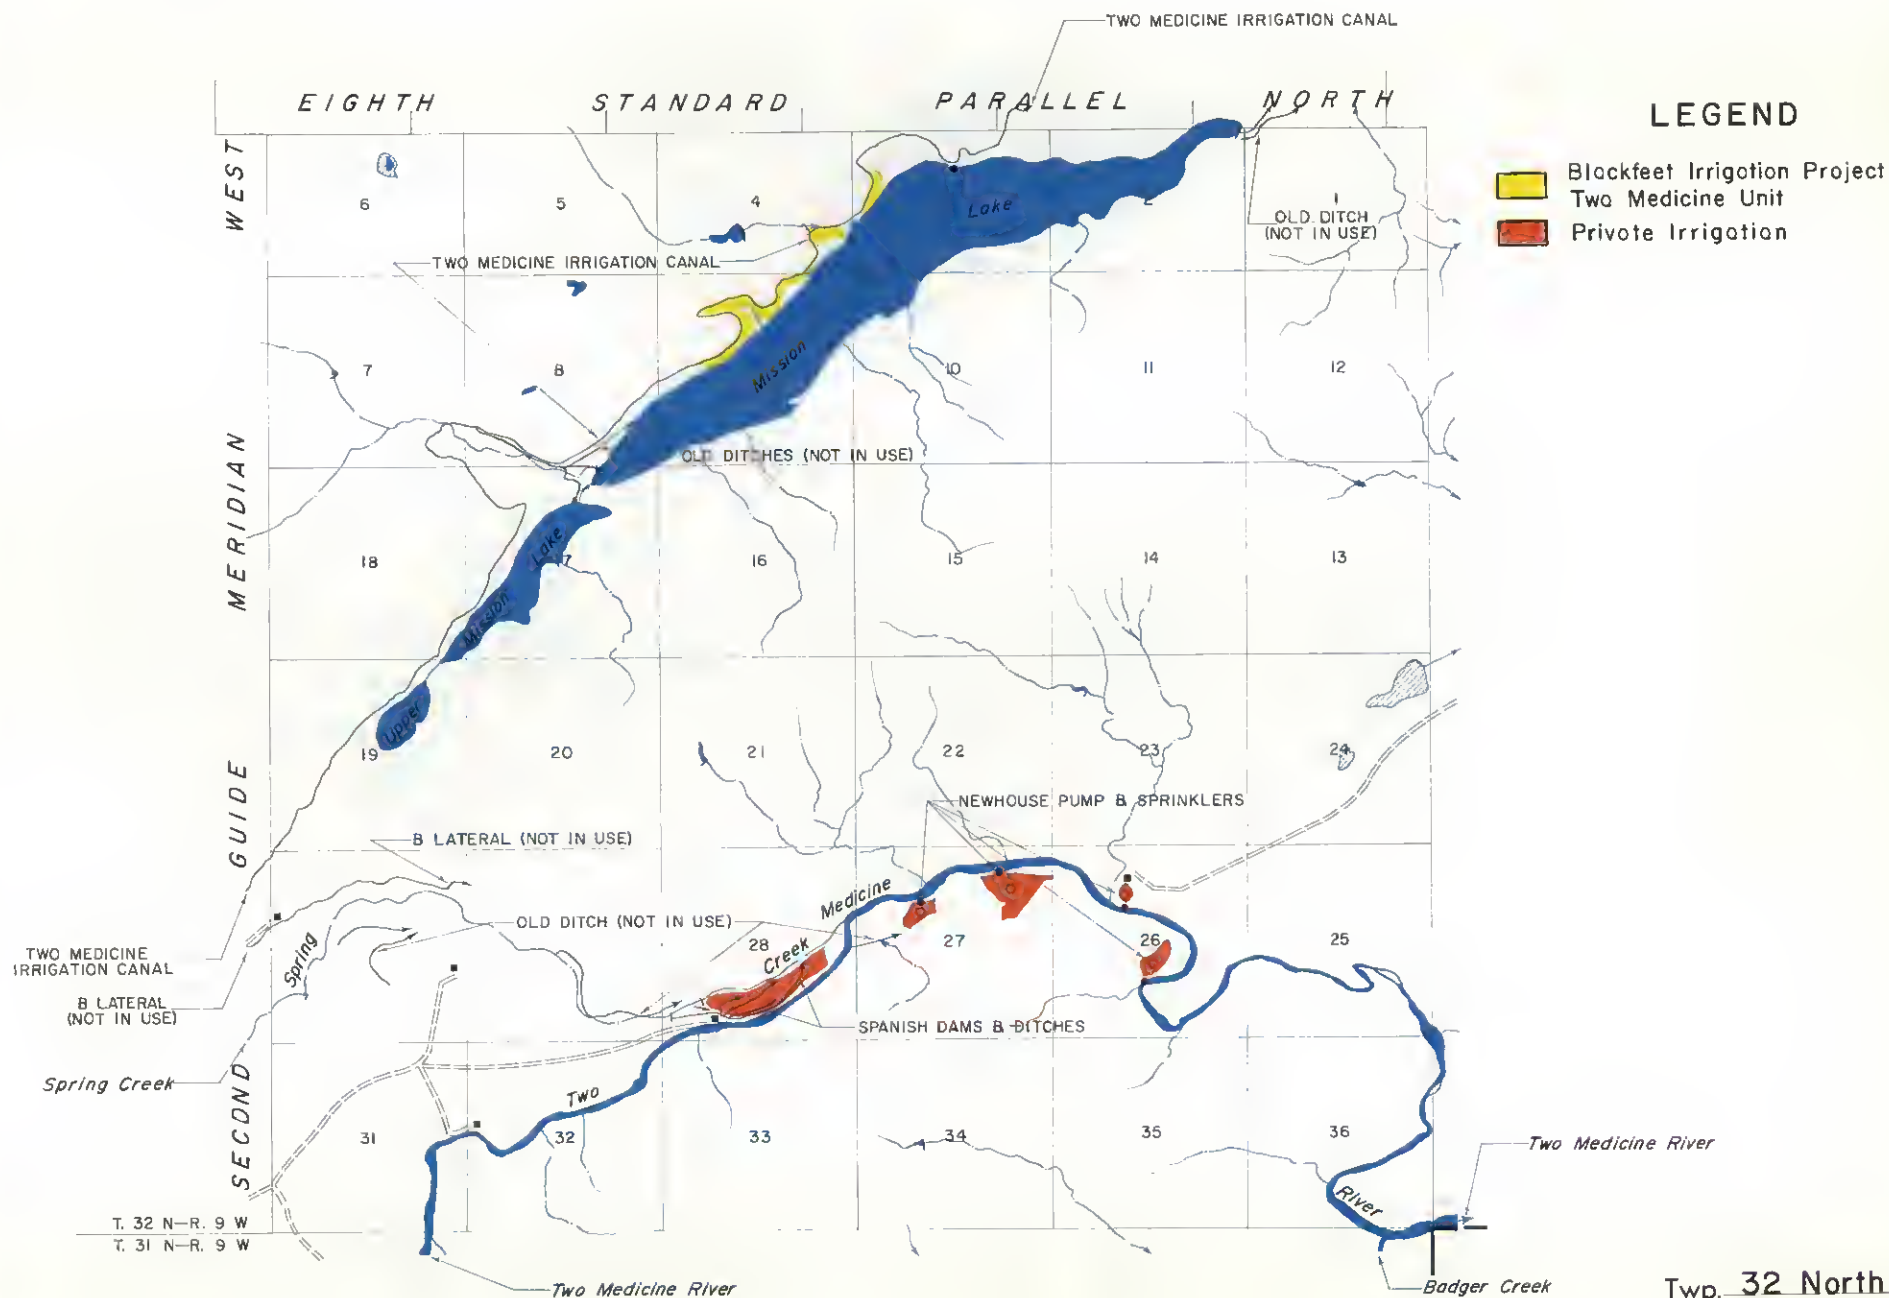 TWO MEDICINE IRRIGATION CANAL
EIGHTH STANDARD PARALLEL NORTH
LEGEND
Blackfeet Irrigation Project
Two Medicine Unit
Private Irrigation
WEST
MERIDIAN
GUIDE
SECOND
6
5
4
Lake
2
1
OLD DITCH
(NOT IN USE)
TWO MEDICINE IRRIGATION CANAL
7
8
Mission
10
11
12
OLD DITCHES (NOT IN USE)
18
17
Lake
Mission
Upper
16
15
14
13
19
20
21
22
23
24
NEWHOUSE PUMP & SPRINKLERS
B LATERAL (NOT IN USE)
Medicine
OLD DITCH (NOT IN USE)
28
Creek
27
26
25
Spring
TWO MEDICINE
IRRIGATION CANAL
B LATERAL
(NOT IN USE)
SPANISH DAMS & DITCHES
Spring Creek
Two
31
32
33
34
35
36
Two Medicine River
River
T. 32 N-R. 9 W
T. 31 N-R. 9 W
Two Medicine River
Badger Creek
Twp. 32 North